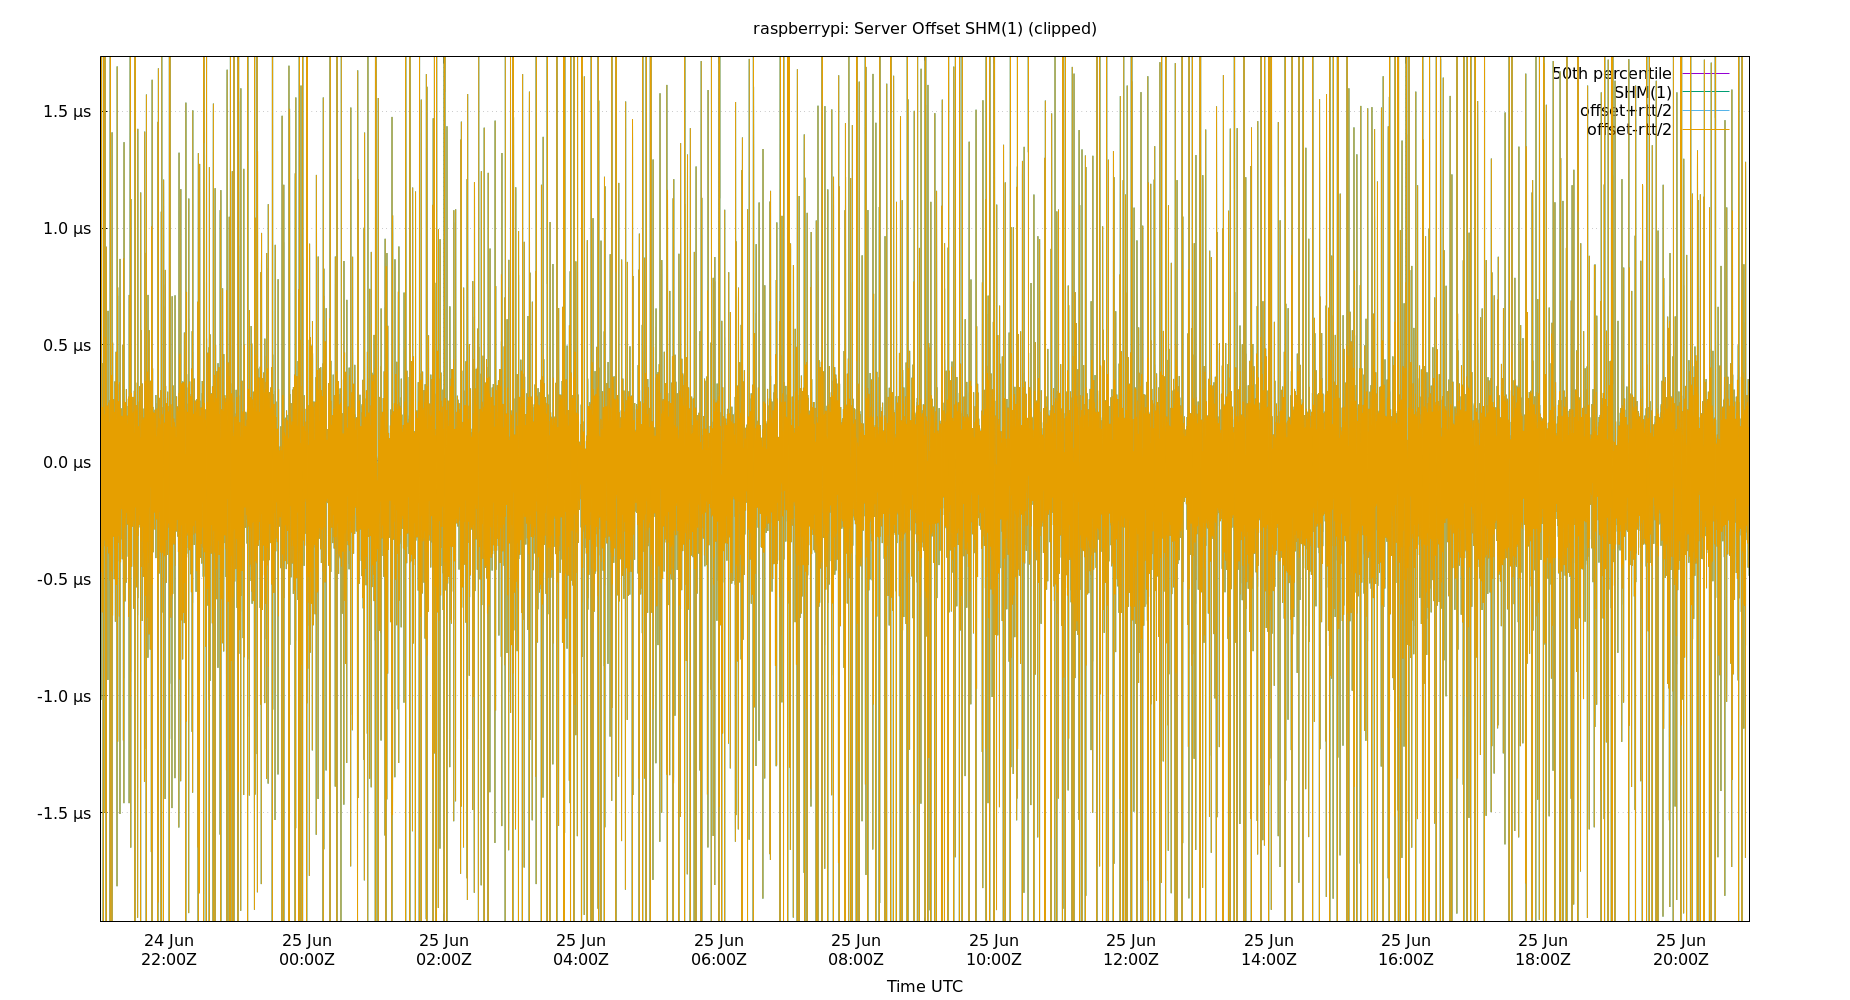 raspberrypi: Server Offset SHM(1) (clipped)
50th percentile
SHM(1)
offset+rtt/2
offset-rtt/2
1.5 µs
1.0 µs
0.5 µs
0.0 µs
-0.5 µs
-1.0 µs
-1.5 µs
24 Jun 25 Jun 25 Jun 25 Jun 25 Jun 25 Jun 25 Jun 25 Jun 25 Jun 25 Jun 25 Jun 25 Jun
22:00Z 00:00Z 02:00Z 04:00Z 06:00Z 08:00Z 10:00Z 12:00Z 14:00Z 16:00Z 18:00Z 20:00Z
Time UTC